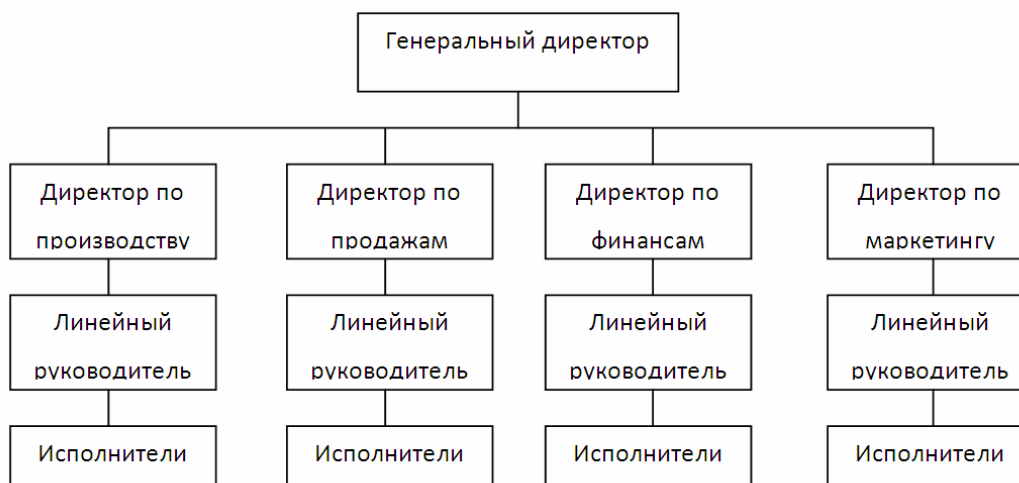 Генеральный директор
Директор по
производству
Директор по
продажам
Директор по
финансам
Директор по
маркетингу
Линейный
руководитель
Линейный
руководитель
Линейный
руководитель
Линейный
руководитель
Исполнители
Исполнители
Исполнители
Исполнители